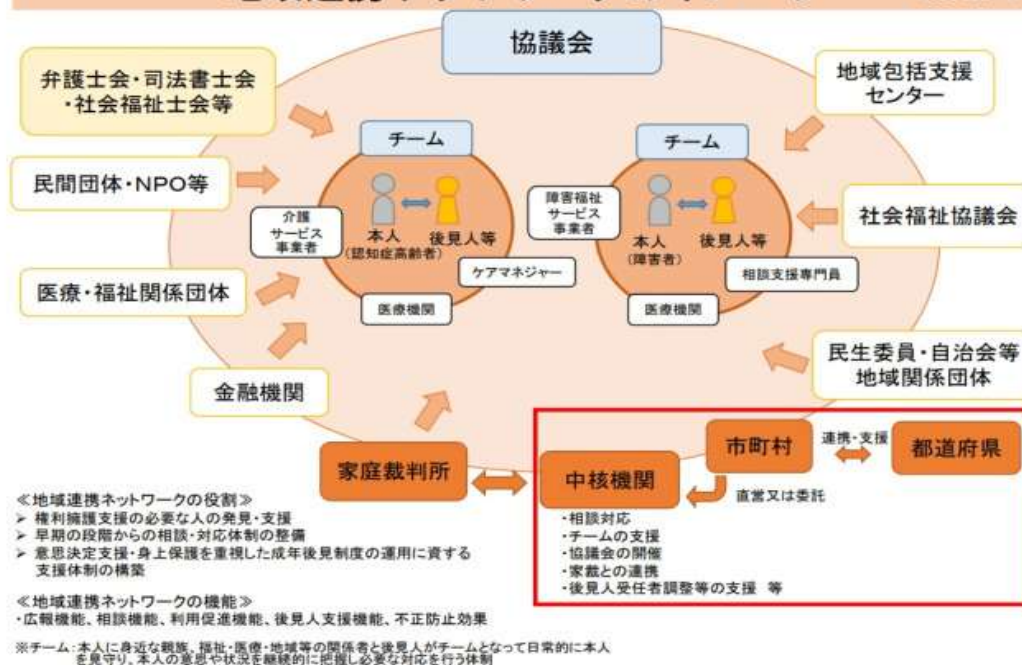 協議会
弁護士会・司法書士会
・社会福祉士会等
地域包括支援
センター
チーム
チーム
民間団体・NPO等
介護
サービス
事業者
本人
(認知症高齢者)
後見人等
ケアマネジャー
医療機関
障害福祉
サービス
事業者
本人
(障害者)
後見人等
相談支援専門員
医療機関
社会福祉協議会
医療・福祉関係団体
金融機関
民生委員・自治会等
地域関係団体
家庭裁判所
中核機関
市町村
連携・支援
都道府県
直営又は委託
・相談対応
・チームの支援
・協議会の開催
・家裁との連携
・後見人受任者調整等の支援 等
≪地域連携ネットワークの役割≫
➢ 権利擁護支援の必要な人の発見・支援
➢ 早期の段階からの相談・対応体制の整備
➢ 意思決定支援・身上保護を重視した成年後見制度の運用に資する
支援体制の構築
≪地域連携ネットワークの機能≫
・広報機能、相談機能、利用促進機能、後見人支援機能、不正防止効果
※チーム:本人に身近な親族、福祉・医療・地域等の関係者と後見人がチームとなって日常的に本人
を見守り、本人の意思や状況を継続的に把握し必要な対応を行う体制